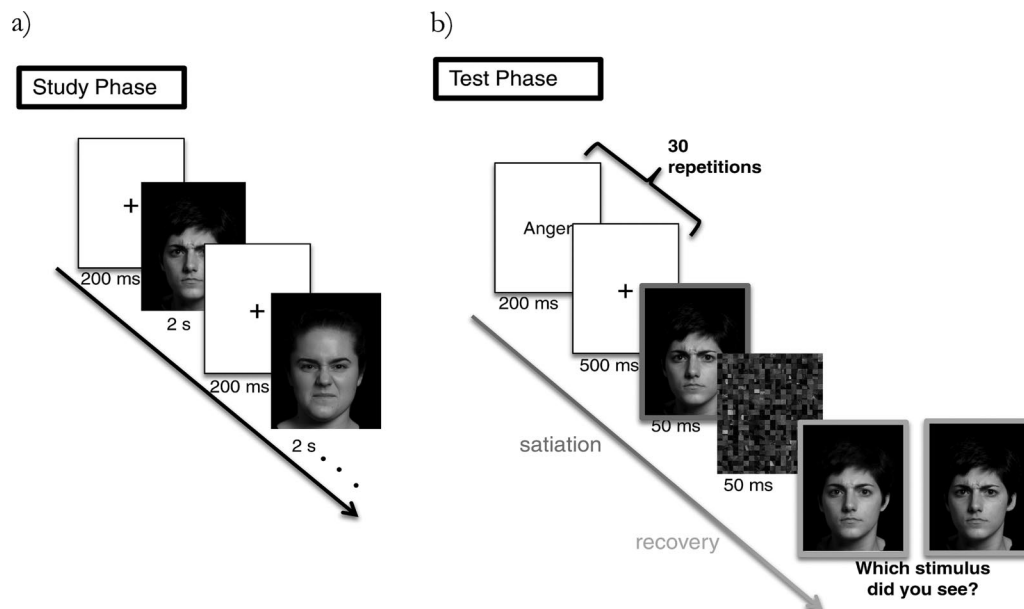 a)
Study Phase
+
200 ms
2 s
+
200 ms
2 s
b)
Test Phase
30
repetitions
Anger
200 ms
+
500 ms
50 ms
50 ms
satiation
recovery
Which stimulus
did you see?